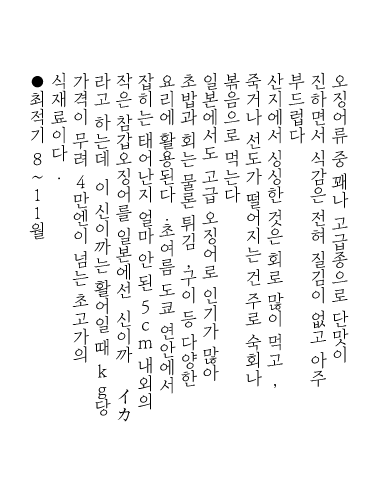 오징어류 중 꽤나 고급종으로 단맛이
진하면서 식감은 전혀 질김이 없고 아주
부드럽다
산지에서 싱싱한 것은 회로 많이 먹고,
죽거나 선도가 떨어지는 건 주로 숙회나
볶음으로 먹는다
일본에서도 고급 오징어로 인기가 많아
초밥과 회는 물론 튀김, 구이 등 다양한
요리에 활용된다. 초여름 도쿄 연안에서
잡히는 태어난지 얼마 안 된 5cm내외의
작은 참갑오징어를 일본에선 신이까 イカ
라고 하는데 이 신이까는 활어일 때 kg당
가격이 무려 4만엔이 넘는 초고가의
식재료이다.
●최적기 8~11월